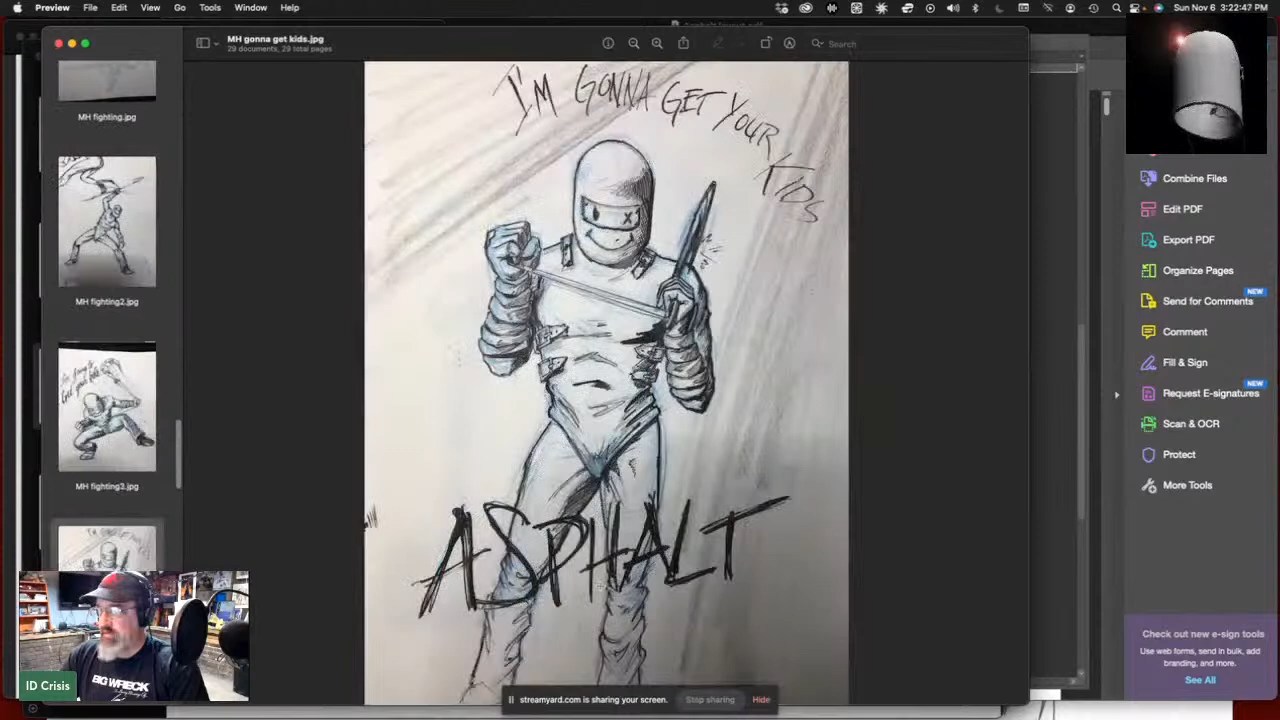 Preview File Edit View Go Tools Window Help
Sun Nov 6 3:22:47 PM
MH gonna get kids.jpg
29 documents, 29 total pages
Search
MH fighting.jpg
MH fighting2.jpg
MH fighting3.jpg
I'M GONNA GET YOUR KIDS
ASPHALT
Combine Files
Edit PDF
Export PDF
Organize Pages
Send for Comments
NEW
Comment
Fill & Sign
Request E-signatures
NEW
Scan & OCR
Protect
More Tools
Check out new e-sign tools
Use web forms, send in bulk, add
branding, and more.
See All
streamyard.com is sharing your screen.
Stop sharing
Hide
BIG WRECK
ID Crisis